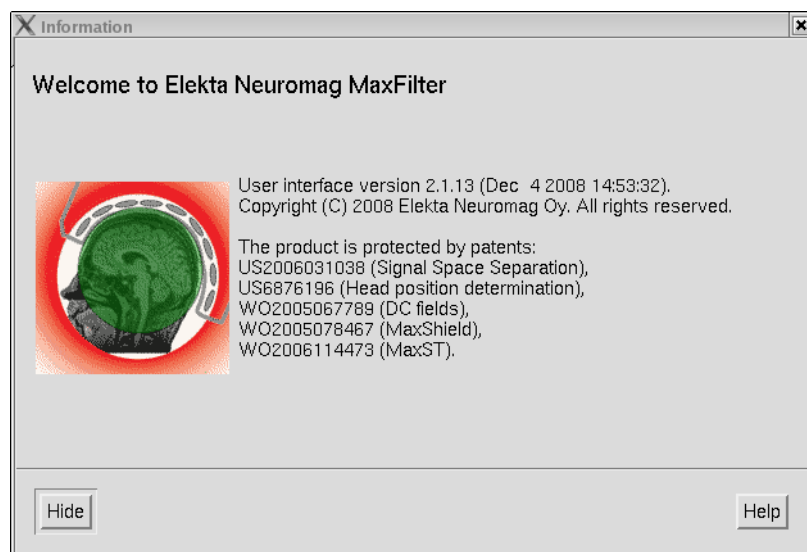 Information
Welcome to Elekta Neuromag MaxFilter
User interface version 2.1.13 (Dec  4 2008 14:53:32).
Copyright (C) 2008 Elekta Neuromag Oy. All rights reserved.
The product is protected by patents:
US2006031038 (Signal Space Separation),
US6876196 (Head position determination),
WO2005067789 (DC fields),
WO2005078467 (MaxShield),
WO2006114473 (MaxST).
Hide
Help